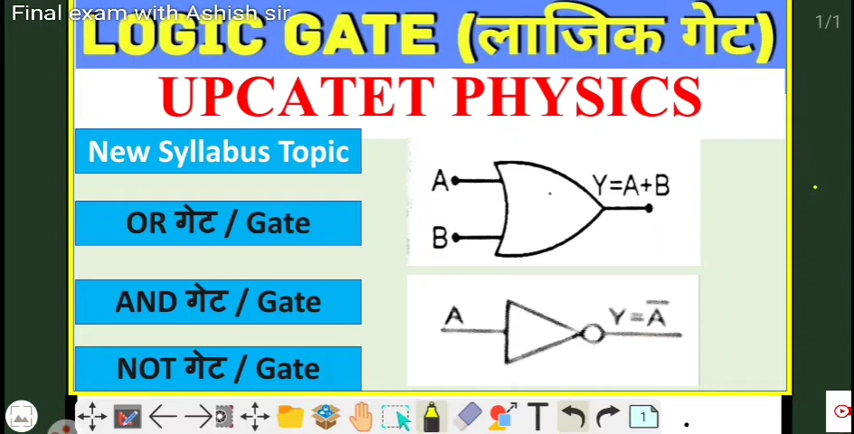 Final exam with Ashish sir
1/1
LOGIC GATE (लाजिक गेट)
UPCATET PHYSICS
New Syllabus Topic
OR गेट / Gate
AND गेट / Gate
NOT गेट / Gate
A
Y=A+B
B
A
Y=A̅
T
1